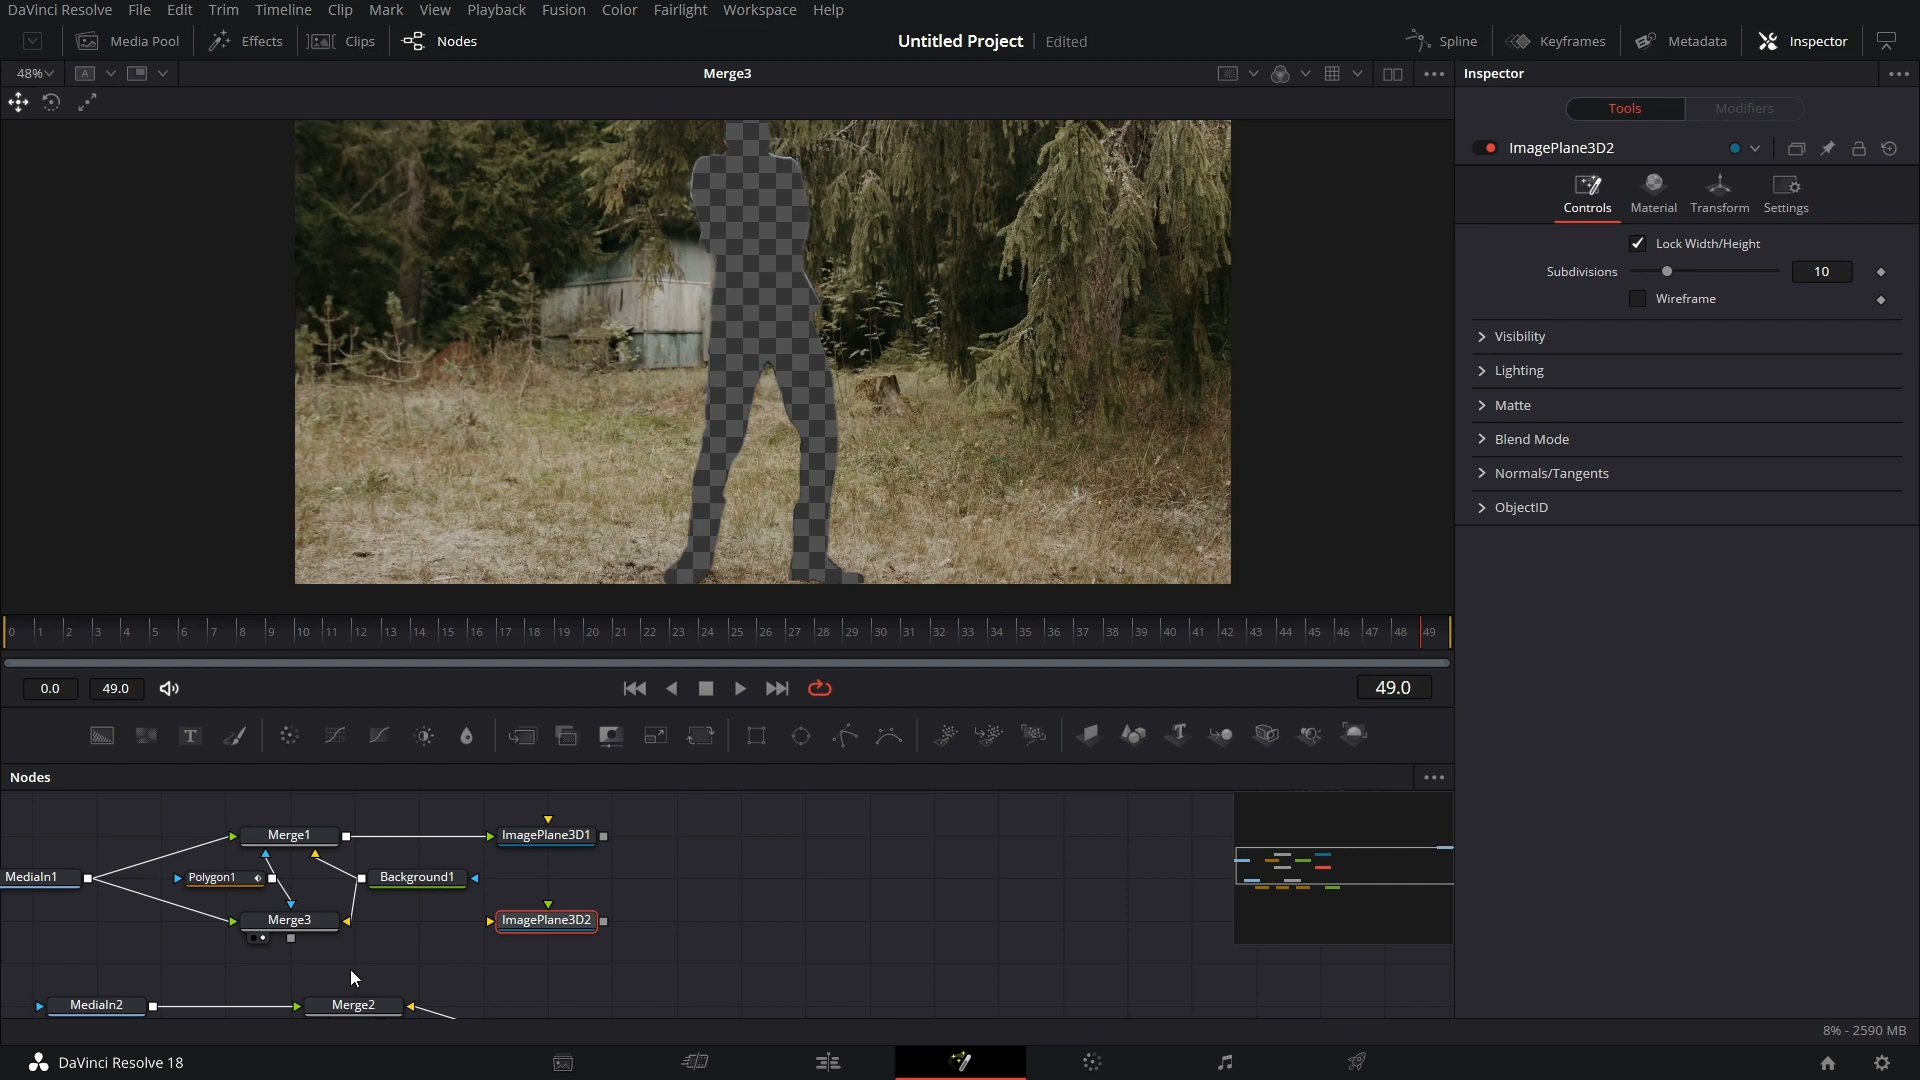 DaVinci Resolve File Edit Trim Timeline Clip Mark View Playback Fusion Color Fairlight Workspace Help
Media Pool Effects Clips Nodes Untitled Project Edited Spline Keyframes Metadata Inspector
48% A Merge3 Inspector
Tools Modifiers
ImagePlane3D2
Controls Material Transform Settings
Lock Width/Height
Subdivisions 10
Wireframe
Visibility
Lighting
Matte
Blend Mode
Normals/Tangents
ObjectID
0 1 2 3 4 5 6 7 8 9 10 11 12 13 14 15 16 17 18 19 20 21 22 23 24 25 26 27 28 29 30 31 32 33 34 35 36 37 38 39 40 41 42 43 44 45 46 47 48 49
0.0 49.0 49.0
T T
Nodes
Merge1 ImagePlane3D1
MediaIn1 Polygon1 Background1
Merge3 ImagePlane3D2
MediaIn2 Merge2
8% - 2590 MB
DaVinci Resolve 18